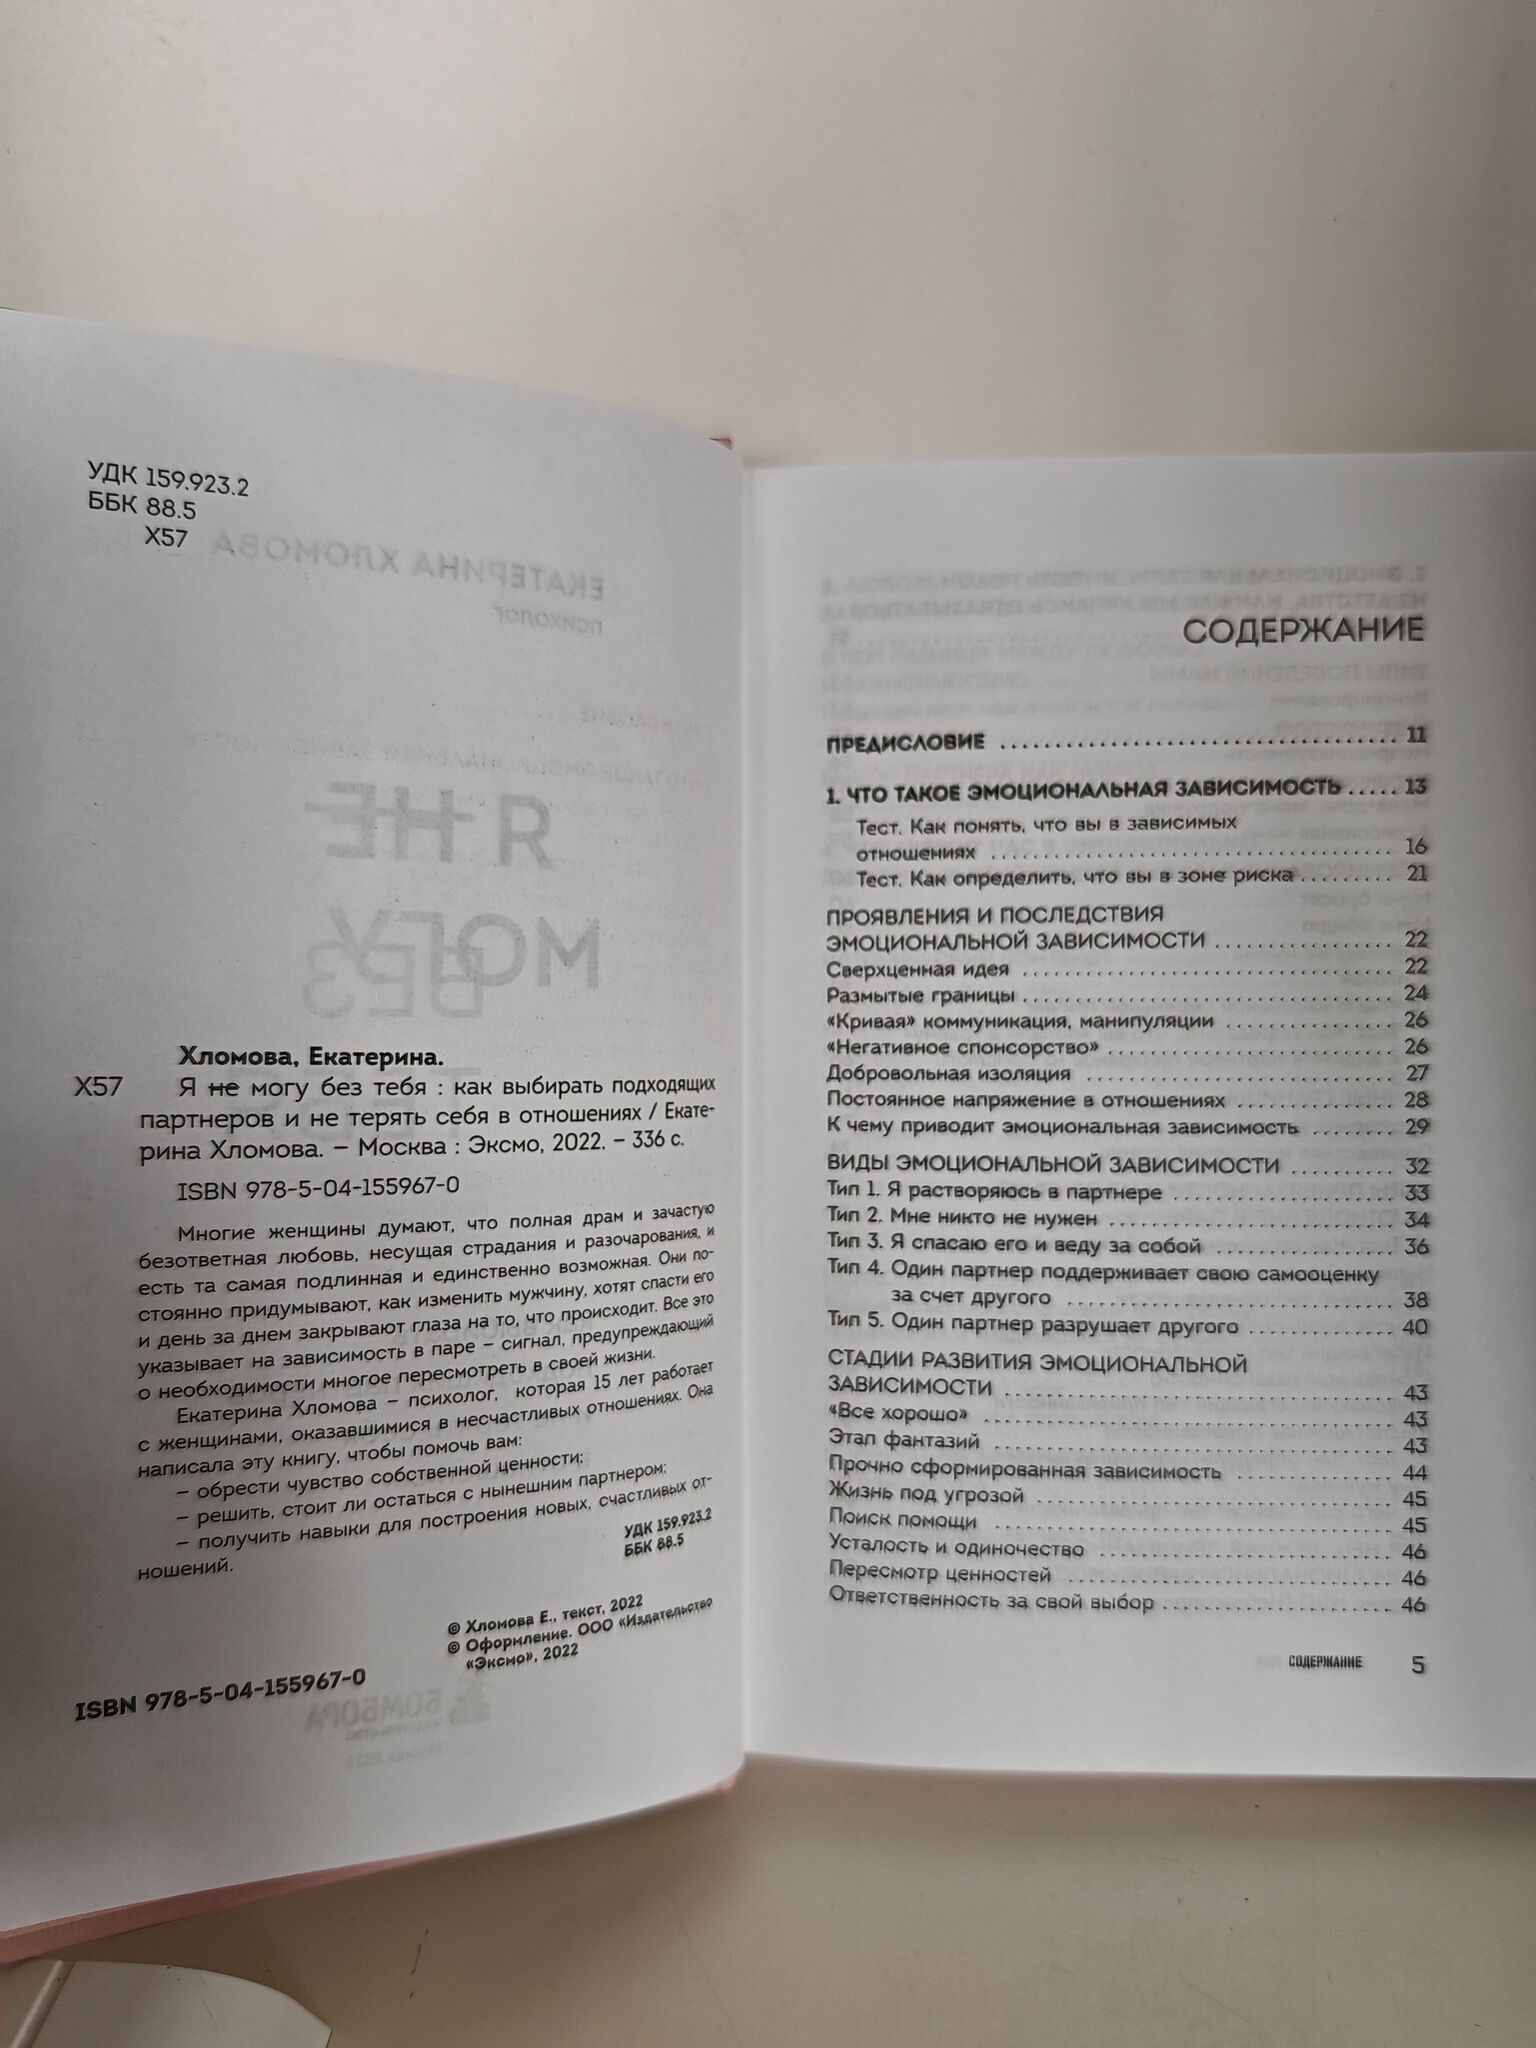 УДК 159.923.2
ББК 88.5
Х57
ЕКАТЕРИНА ХЛОМОВА
ПСИХОЛОГ
Я НЕ
МОГУ
БЕЗ
Хломова, Екатерина.
Х57 Я не могу без тебя : как выбирать подходящих
партнеров и не терять себя в отношениях / Екате-
рина Хломова. – Москва : Эксмо, 2022. – 336 с.
ISBN 978-5-04-155967-0
Многие женщины думают, что полная драм и зачастую
безответная любовь, несущая страдания и разочарования, и
есть та самая подлинная и единственно возможная. Они по-
стоянно придумывают, как изменить мужчину, хотят спасти его
и день за днем закрывают глаза на то, что происходит. Все это
указывает на зависимость в паре – сигнал, предупреждающий
о необходимости многое пересмотреть в своей жизни.
Екатерина Хломова – психолог, которая 15 лет работает
с женщинами, оказавшимися в несчастливых отношениях. Она
написала эту книгу, чтобы помочь вам:
– обрести чувство собственной ценности;
– решить, стоит ли остаться с нынешним партнером;
– получить навыки для построения новых, счастливых от-
ношений.
УДК 159.923.2
ББК 88.5
© Хломова Е., текст, 2022
© Оформление. ООО «Издательство
«Эксмо», 2022
ISBN 978-5-04-155967-0
БОМБОРА
СОДЕРЖАНИЕ
ПРЕДИСЛОВИЕ .......... 11
1. ЧТО ТАКОЕ ЭМОЦИОНАЛЬНАЯ ЗАВИСИМОСТЬ ..... 13
Тест. Как понять, что вы в зависимых
отношениях .......... 16
Тест. Как определить, что вы в зоне риска .......... 21
ПРОЯВЛЕНИЯ И ПОСЛЕДСТВИЯ
ЭМОЦИОНАЛЬНОЙ ЗАВИСИМОСТИ .......... 22
Сверхценная идея .......... 22
Размытые границы .......... 24
«Кривая» коммуникация, манипуляции .......... 26
«Негативное спонсорство» .......... 26
Добровольная изоляция .......... 27
Постоянное напряжение в отношениях .......... 28
К чему приводит эмоциональная зависимость .......... 29
ВИДЫ ЭМОЦИОНАЛЬНОЙ ЗАВИСИМОСТИ .......... 32
Тип 1. Я растворяюсь в партнере .......... 33
Тип 2. Мне никто не нужен .......... 34
Тип 3. Я спасаю его и веду за собой .......... 36
Тип 4. Один партнер поддерживает свою самооценку
за счет другого .......... 38
Тип 5. Один партнер разрушает другого .......... 40
СТАДИИ РАЗВИТИЯ ЭМОЦИОНАЛЬНОЙ
ЗАВИСИМОСТИ .......... 43
«Все хорошо» .......... 43
Этап фантазий .......... 43
Прочно сформированная зависимость .......... 44
Жизнь под угрозой .......... 45
Поиск помощи .......... 45
Усталость и одиночество .......... 46
Пересмотр ценностей .......... 46
Ответственность за свой выбор .......... 46
СОДЕРЖАНИЕ 5